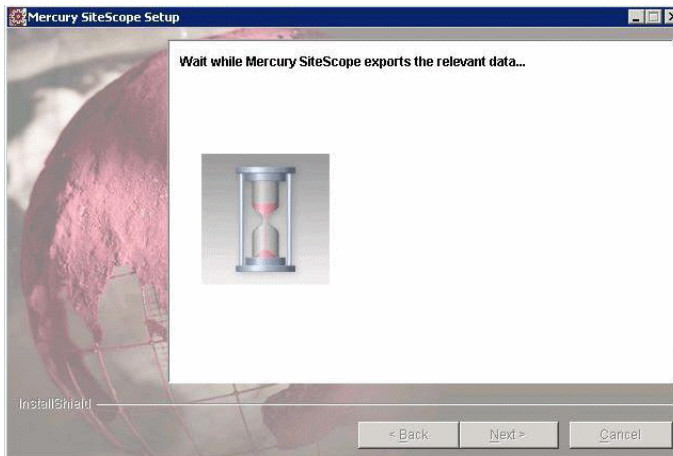 Mercury SiteScope Setup
Wait while Mercury SiteScope exports the relevant data...
InstallShield
< Back
Next >
Cancel